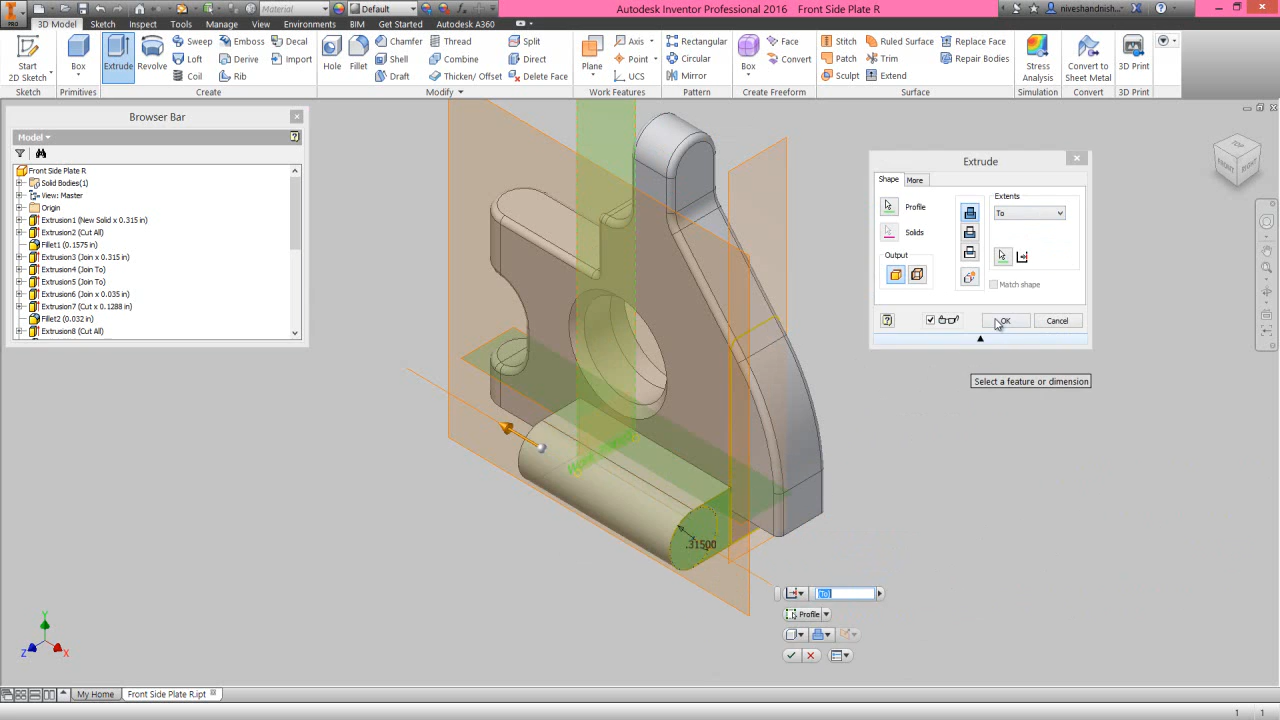 Material Default Autodesk Inventor Professional 2016 Front Side Plate R niveshandnish...
PRO 3D Model Sketch Inspect Tools Manage View Environments BIM Get Started Autodesk A360
Start 2D Sketch Box Extrude Revolve Sweep Emboss Decal Hole Fillet Chamfer Thread Split Plane Axis Rectangular Box Face Stitch Ruled Surface Replace Face Stress Analysis Convert to Sheet Metal 3D Print
Loft Derive Import Shell Combine Direct Point Circular Convert Patch Trim Repair Bodies
Coil Rib Draft Thicken/ Offset Delete Face UCS Mirror Sculpt Extend
Sketch Primitives Create Modify Work Features Pattern Create Freeform Surface Simulation Convert 3D Print
Browser Bar
Model
Front Side Plate R
Solid Bodies(1)
View: Master
Origin
Extrusion1 (New Solid x 0.315 in)
Extrusion2 (Cut All)
Fillet1 (0.1575 in)
Extrusion3 (Join x 0.315 in)
Extrusion4 (Join To)
Extrusion5 (Join To)
Extrusion6 (Join x 0.035 in)
Extrusion7 (Cut x 0.1288 in)
Fillet2 (0.032 in)
Extrusion8 (Cut All)
TOP
FRONT
RIGHT
Extrude
Shape More
Profile
Solids
Output
Extents
To
Match shape
OK Cancel
Select a feature or dimension
.31500
(To)
Profile
Y
Z X
My Home Front Side Plate R.ipt
1 1